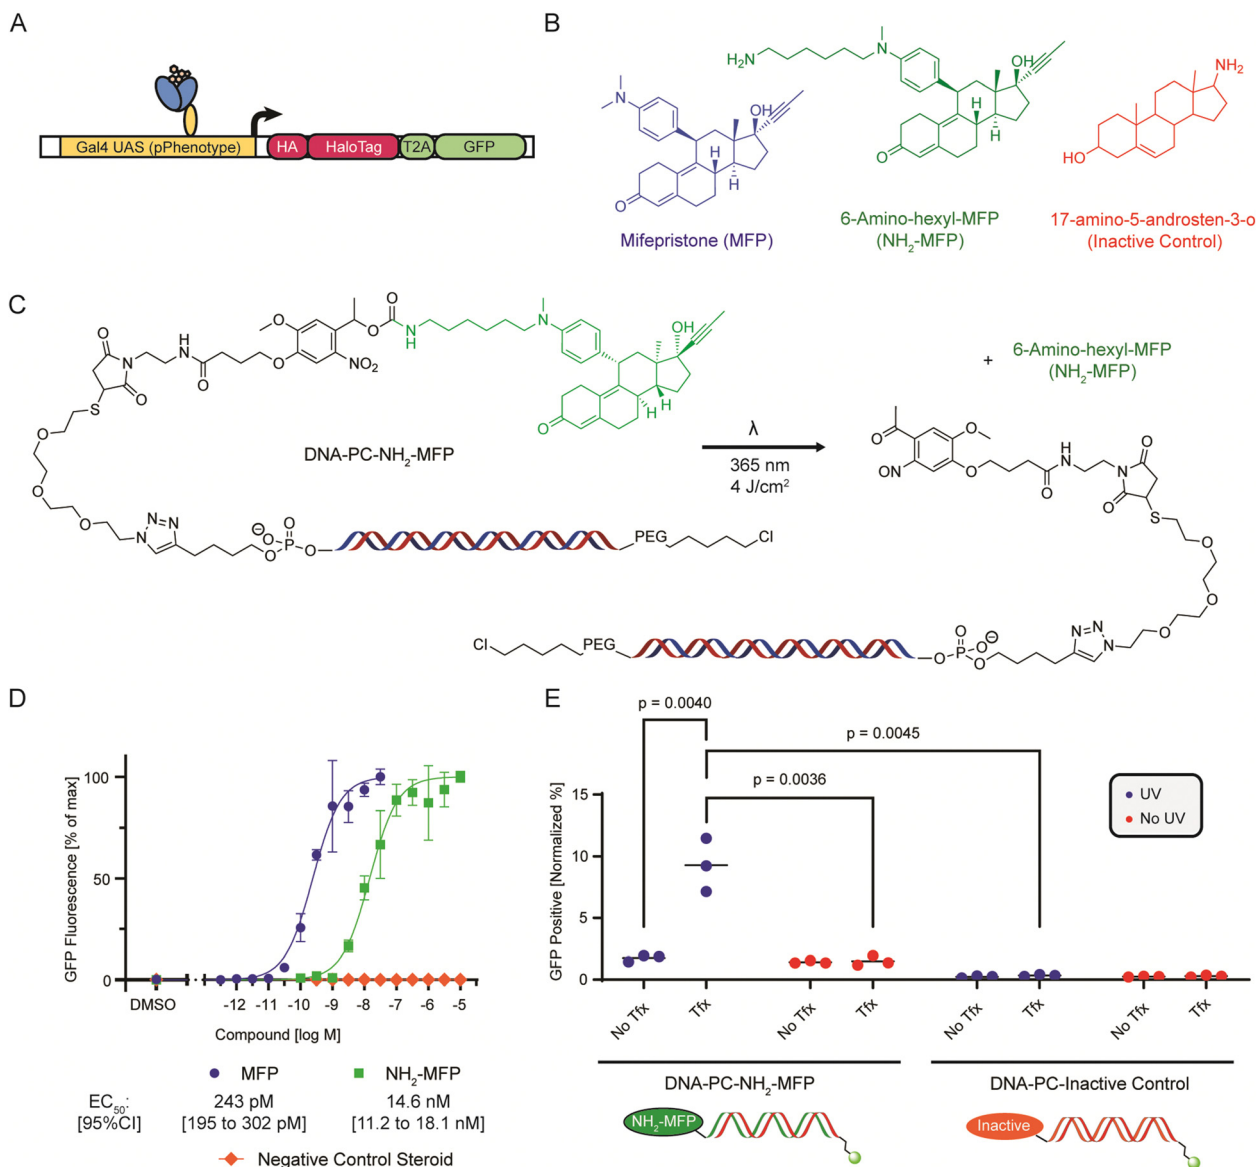 A
Gal4 UAS (pPhenotype)
HA
HaloTag
T2A
GFP
B
N
OH
O
H
H
Mifepristone (MFP)
H2N
N
OH
H
H
O
6-Amino-hexyl-MFP
(NH2-MFP)
NH2
HO
17-amino-5-androsten-3-o
(Inactive Control)
C
O
N
O
S
H
N
O
O
O
NO2
O
O
N
H
N
OH
H
H
O
O
O
O
O
N
N
N
O
P
O
O
⊖
PEG
Cl
DNA-PC-NH2-MFP
λ
365 nm
4 J/cm2
+
6-Amino-hexyl-MFP
(NH2-MFP)
O
ON
O
O
O
H
N
N
O
O
S
O
O
O
N
N
N
O
P
O
O
⊖
PEG
Cl
D
GFP Fluorescence [% of max]
100
50
0
DMSO
-12
-11
-10
-9
-8
-7
-6
-5
Compound [log M]
MFP
NH2-MFP
EC50:
[95%CI]
243 pM
[195 to 302 pM]
14.6 nM
[11.2 to 18.1 nM]
Negative Control Steroid
E
p = 0.0040
p = 0.0045
p = 0.0036
UV
No UV
GFP Positive [Normalized %]
15
10
5
0
No Tfx
Tfx
No Tfx
Tfx
No Tfx
Tfx
No Tfx
Tfx
DNA-PC-NH2-MFP
DNA-PC-Inactive Control
NH2-MFP
Inactive